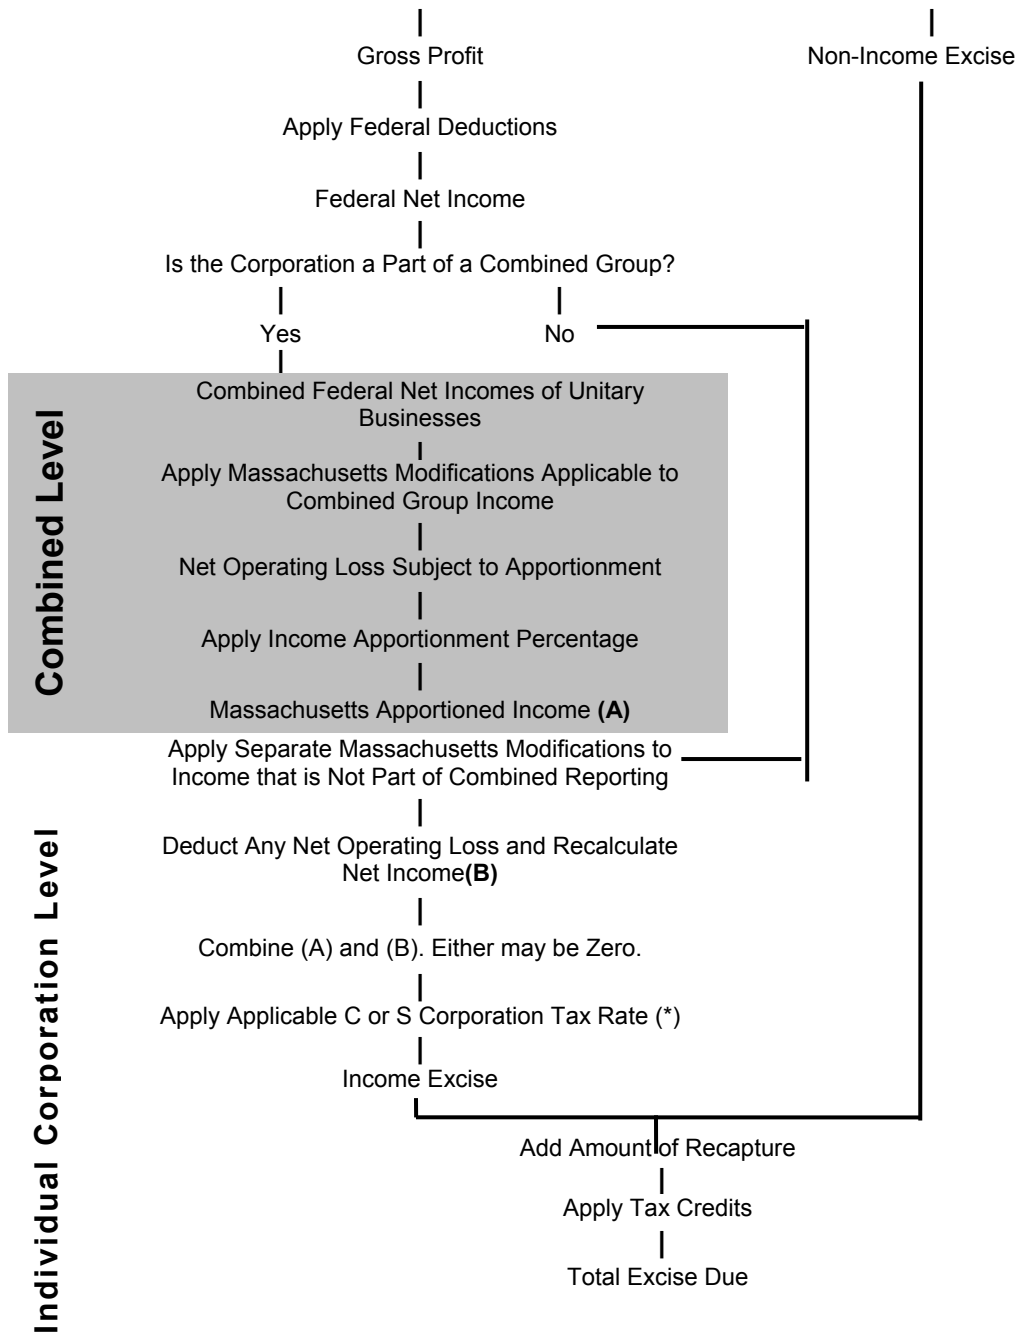 Gross Profit
Non-Income Excise
Apply Federal Deductions
Federal Net Income
Is the Corporation a Part of a Combined Group?
Yes
No
Combined Level
Combined Federal Net Incomes of Unitary
Businesses
Apply Massachusetts Modifications Applicable to
Combined Group Income
Net Operating Loss Subject to Apportionment
Apply Income Apportionment Percentage
Massachusetts Apportioned Income (A)
Individual Corporation Level
Apply Separate Massachusetts Modifications to
Income that is Not Part of Combined Reporting
Deduct Any Net Operating Loss and Recalculate
Net Income(B)
Combine (A) and (B). Either may be Zero.
Apply Applicable C or S Corporation Tax Rate (*)
Income Excise
Add Amount of Recapture
Apply Tax Credits
Total Excise Due